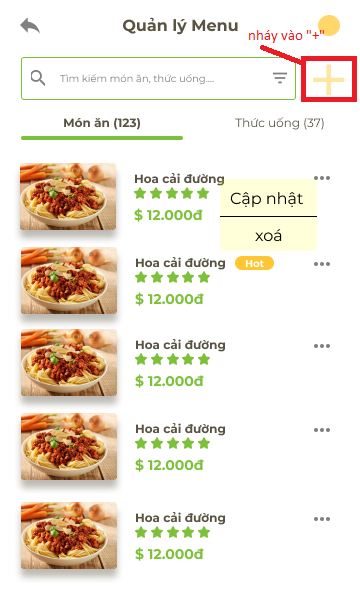 Quản lý Menu
nháy vào "+"
Tìm kiếm món ăn, thức uống....
Món ăn (123)
Thức uống (37)
Hoa cải đường
$ 12.000đ
Cập nhật
xoá
Hoa cải đường
Hot
$ 12.000đ
Hoa cải đường
$ 12.000đ
Hoa cải đường
$ 12.000đ
Hoa cải đường
$ 12.000đ